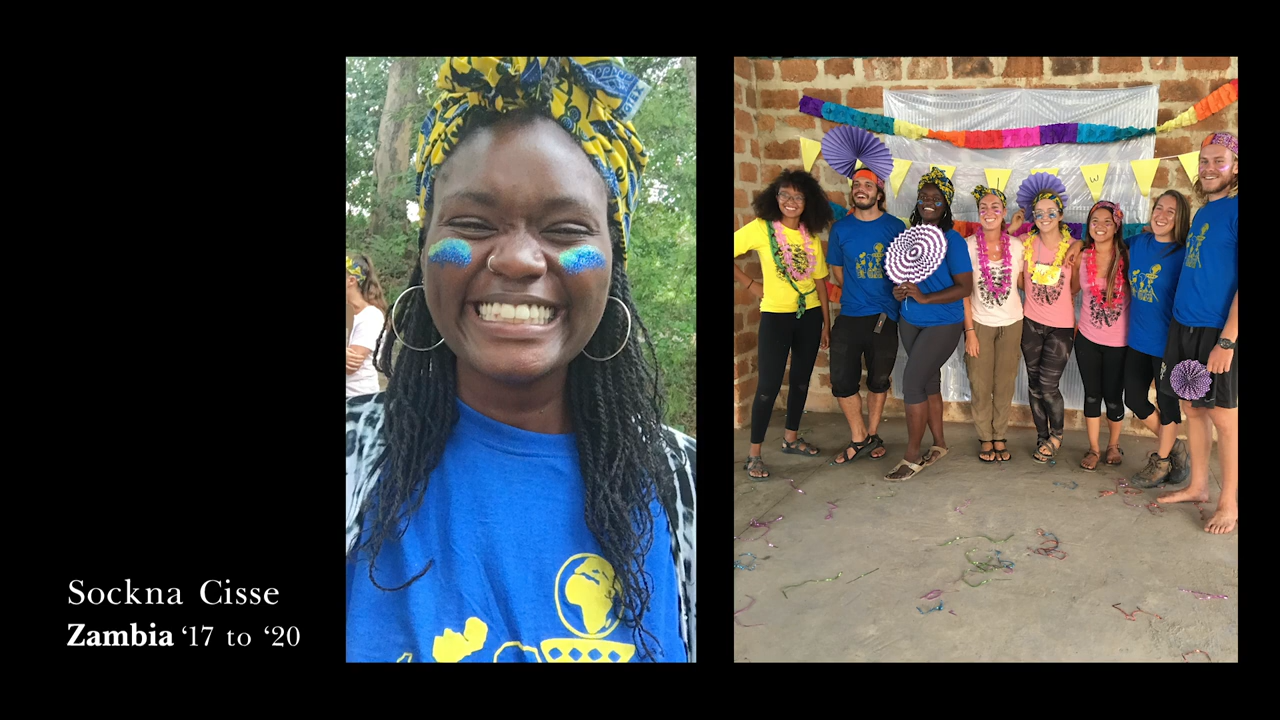 Sockna Cisse
Zambia ‘17 to ‘20
W